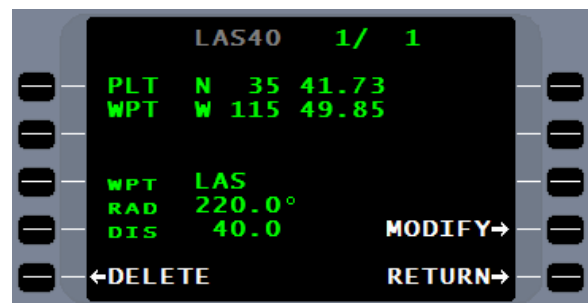 LAS40 1/ 1
PLT N 35 41.73
WPT W 115 49.85
WPT LAS
RAD 220.0°
DIS 40.0 MODIFY→
←DELETE RETURN→